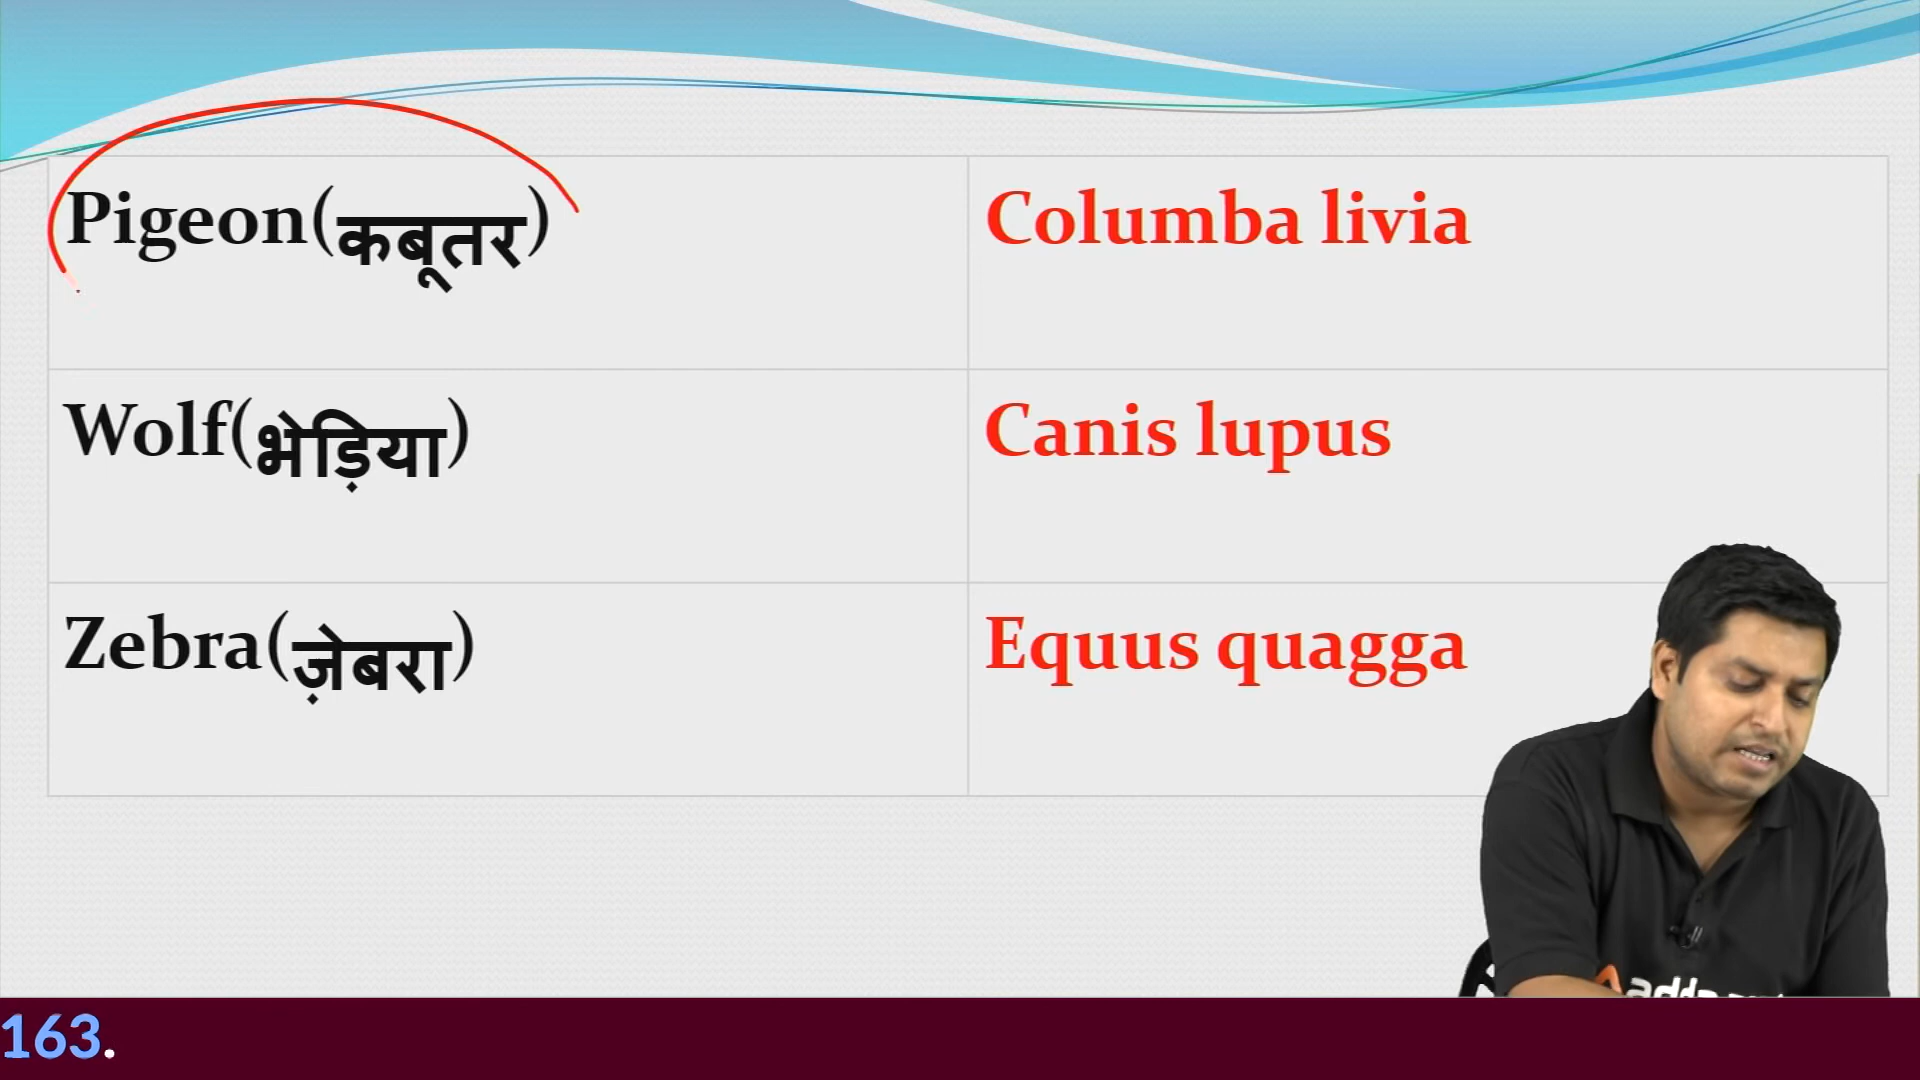 Pigeon(कबूतर)
Columba livia
Wolf(भेड़िया)
Canis lupus
Zebra(ज़ेबरा)
Equus quagga
163.